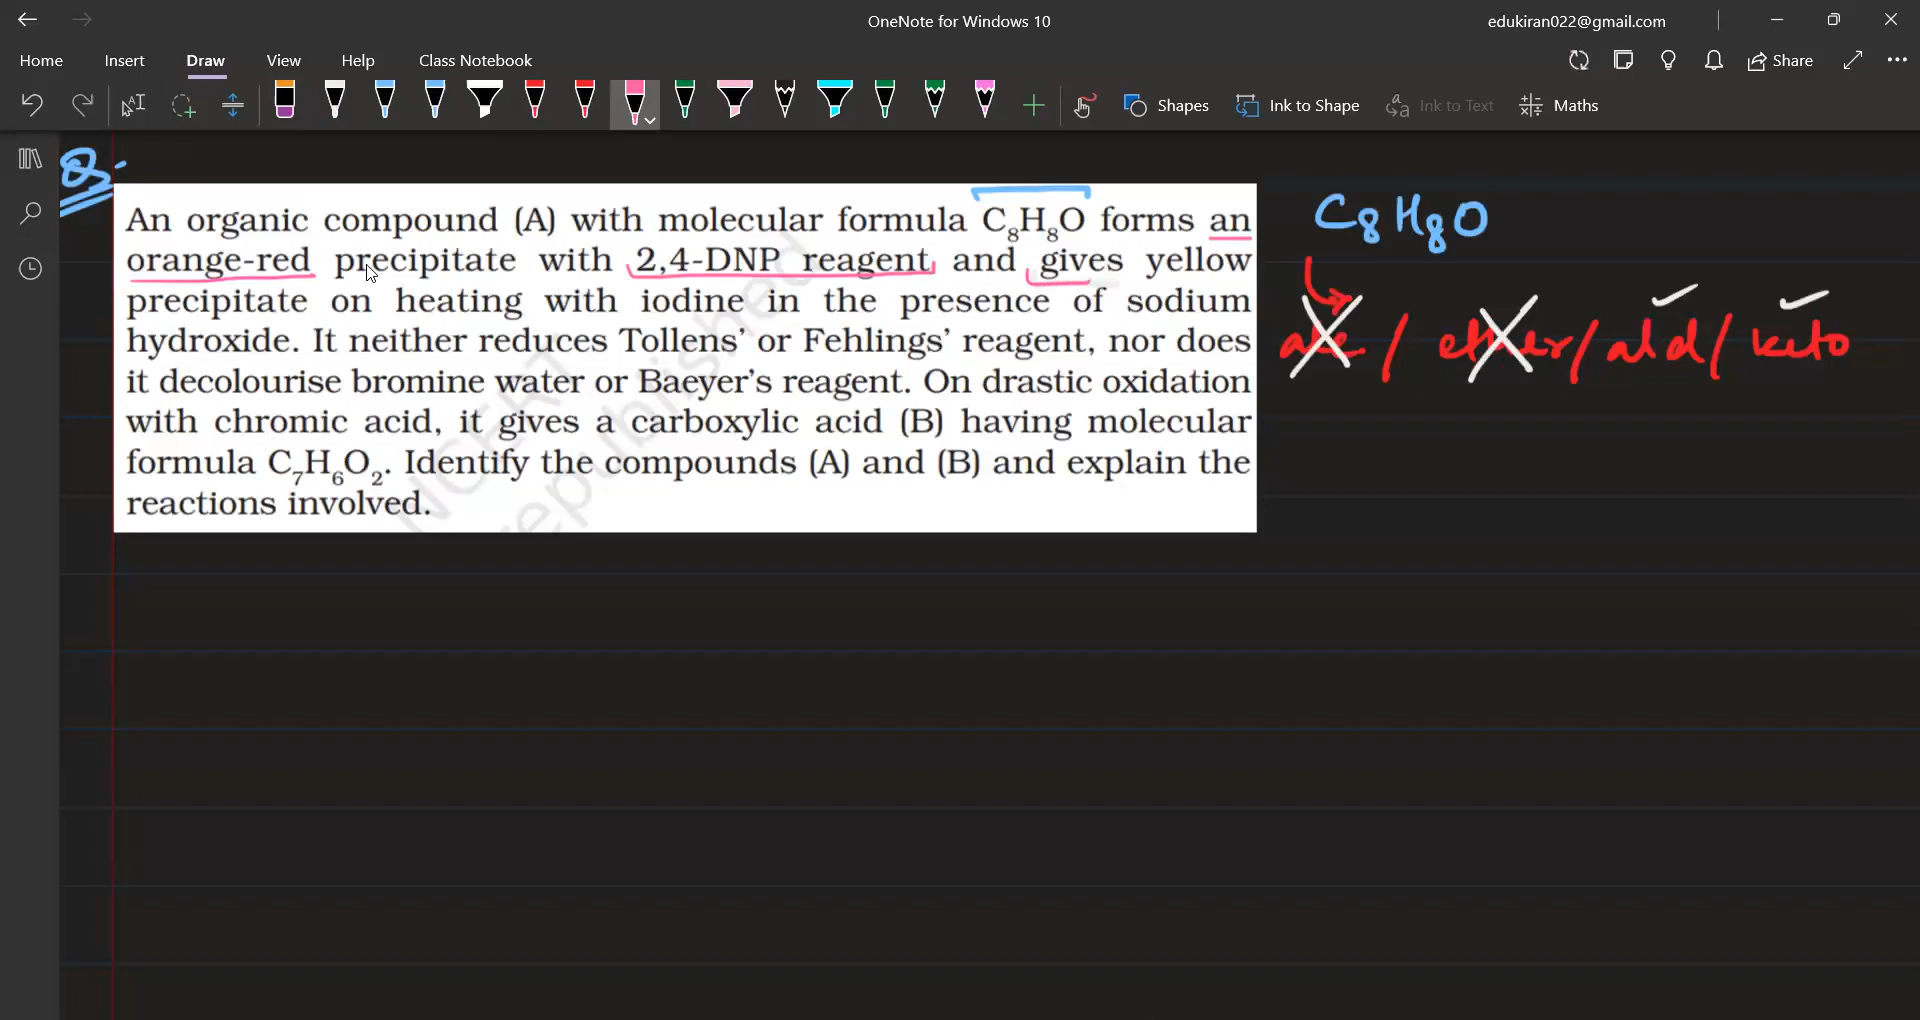 OneNote for Windows 10
edukiran022@gmail.com
Home Insert Draw View Help Class Notebook
Share
Shapes Ink to Shape Ink to Text Maths
Q.
An organic compound (A) with molecular formula C₈H₈O forms an
orange-red precipitate with 2,4-DNP reagent and gives yellow
precipitate on heating with iodine in the presence of sodium
hydroxide. It neither reduces Tollens’ or Fehlings’ reagent, nor does
it decolourise bromine water or Baeyer’s reagent. On drastic oxidation
with chromic acid, it gives a carboxylic acid (B) having molecular
formula C₇H₆O₂. Identify the compounds (A) and (B) and explain the
reactions involved.
C₈H₈O
alc / ether / ald / keto
NCERT
republished